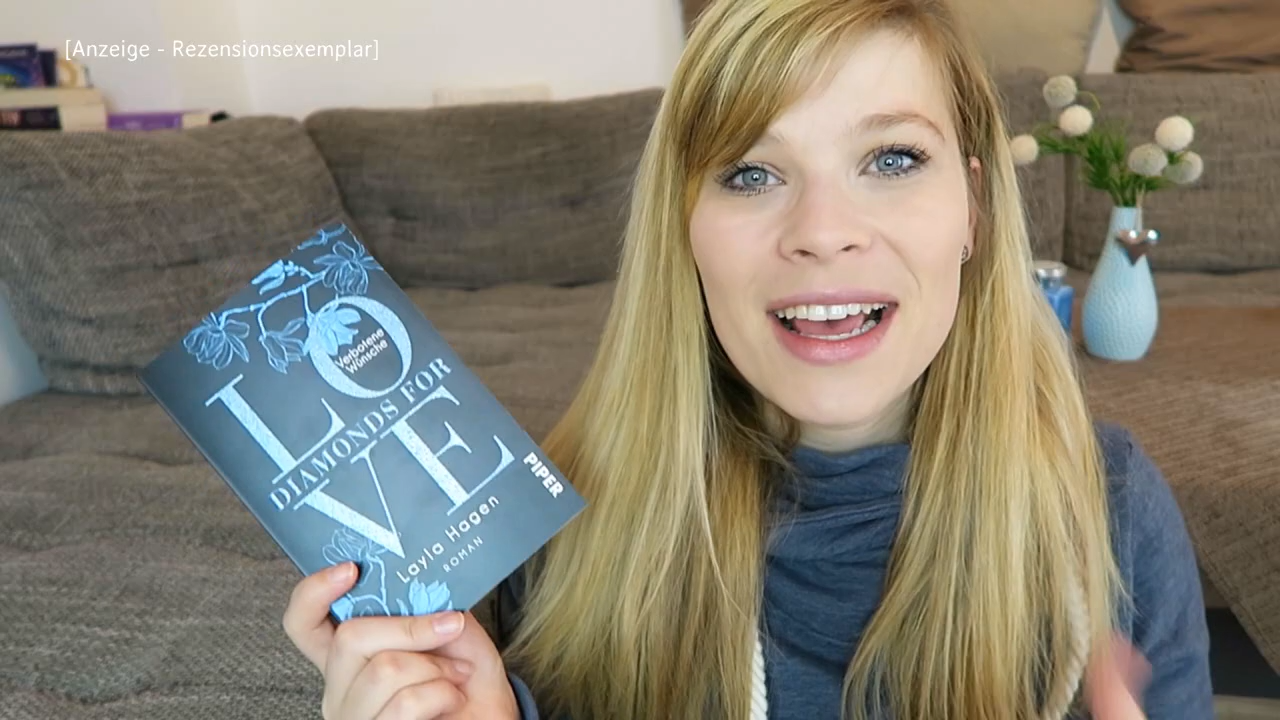 [Anzeige - Rezensionsexemplar]
LO
Verbotene
Wünsche
DIAMONDS FOR
VE
PIPER
Layla Hagen
ROMAN